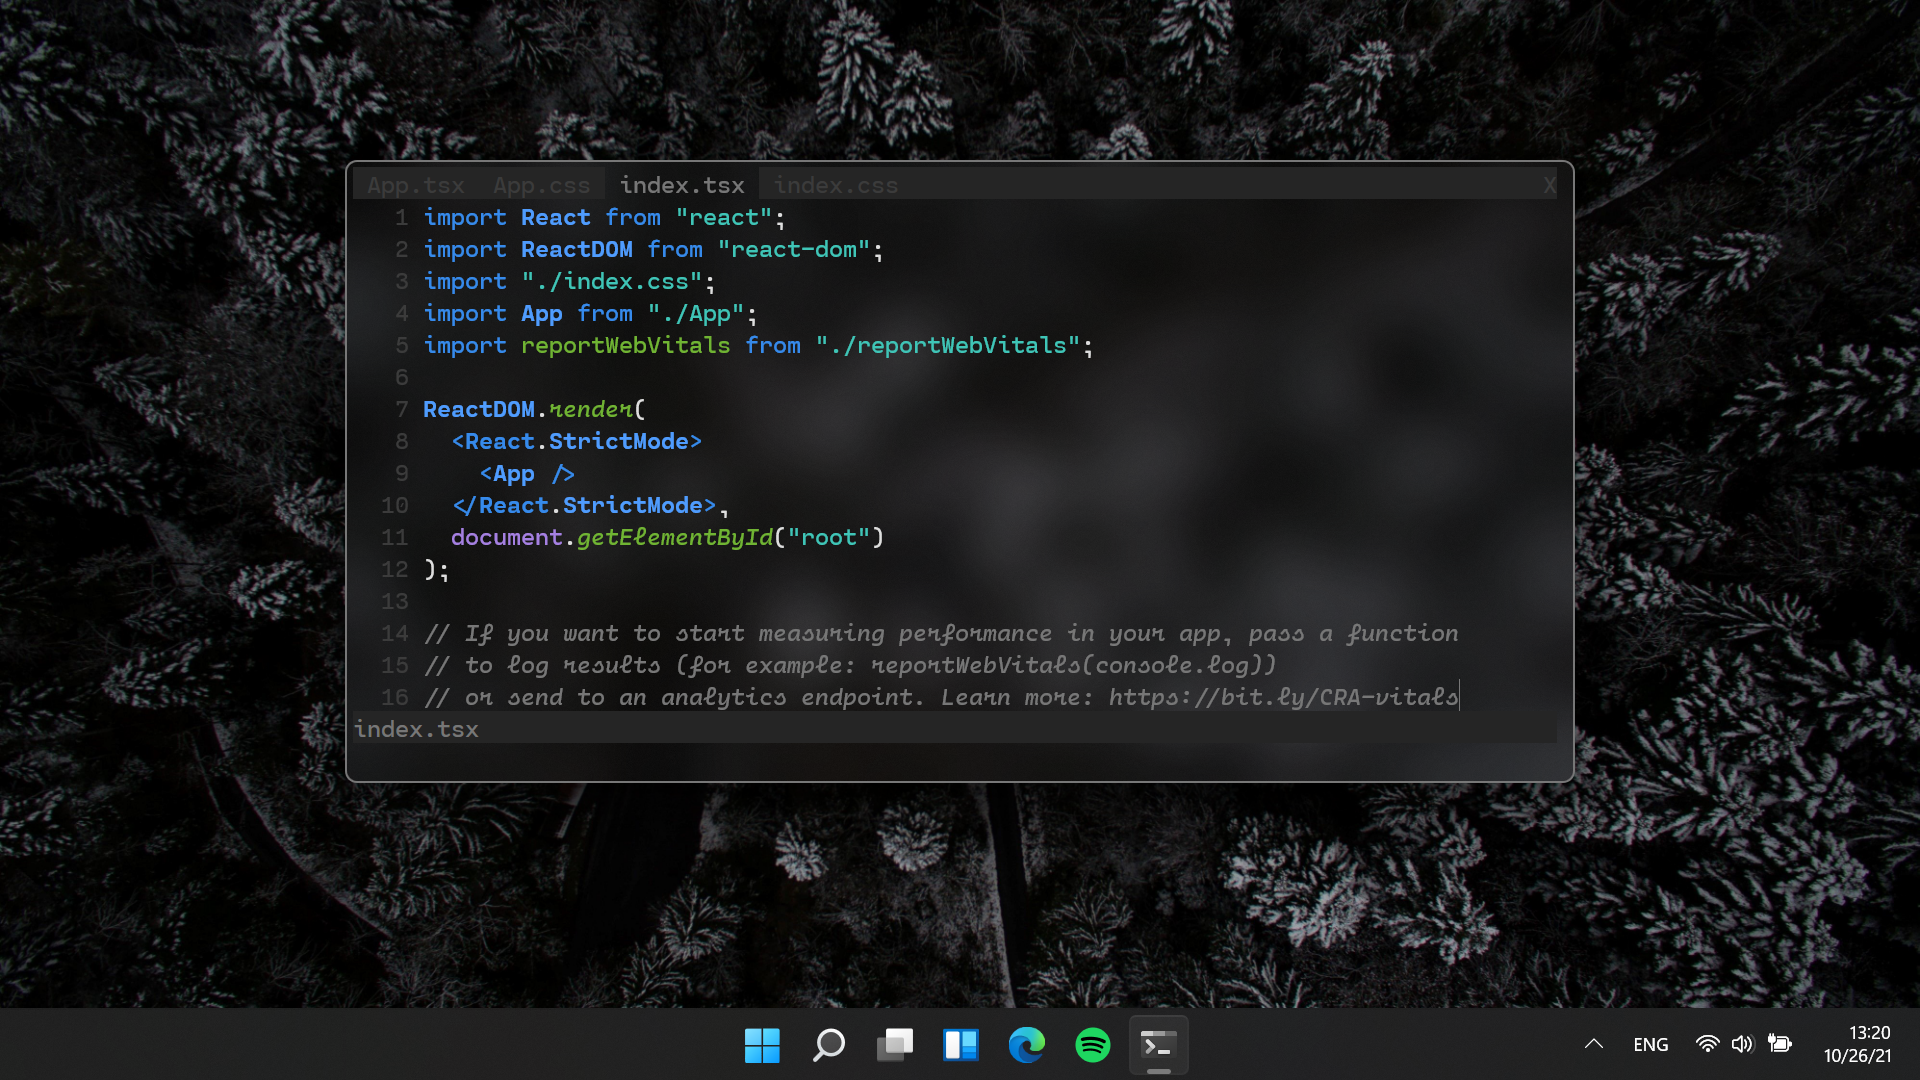 App.tsx App.css index.tsx index.css X
1 import React from "react";
2 import ReactDOM from "react-dom";
3 import "./index.css";
4 import App from "./App";
5 import reportWebVitals from "./reportWebVitals";
6
7 ReactDOM.render(
8 <React.StrictMode>
9 <App />
10 </React.StrictMode>,
11 document.getElementById("root")
12 );
13
14 // If you want to start measuring performance in your app, pass a function
15 // to log results (for example: reportWebVitals(console.log))
16 // or send to an analytics endpoint. Learn more: https://bit.ly/CRA-vitals
index.tsx
ENG
13:20
10/26/21